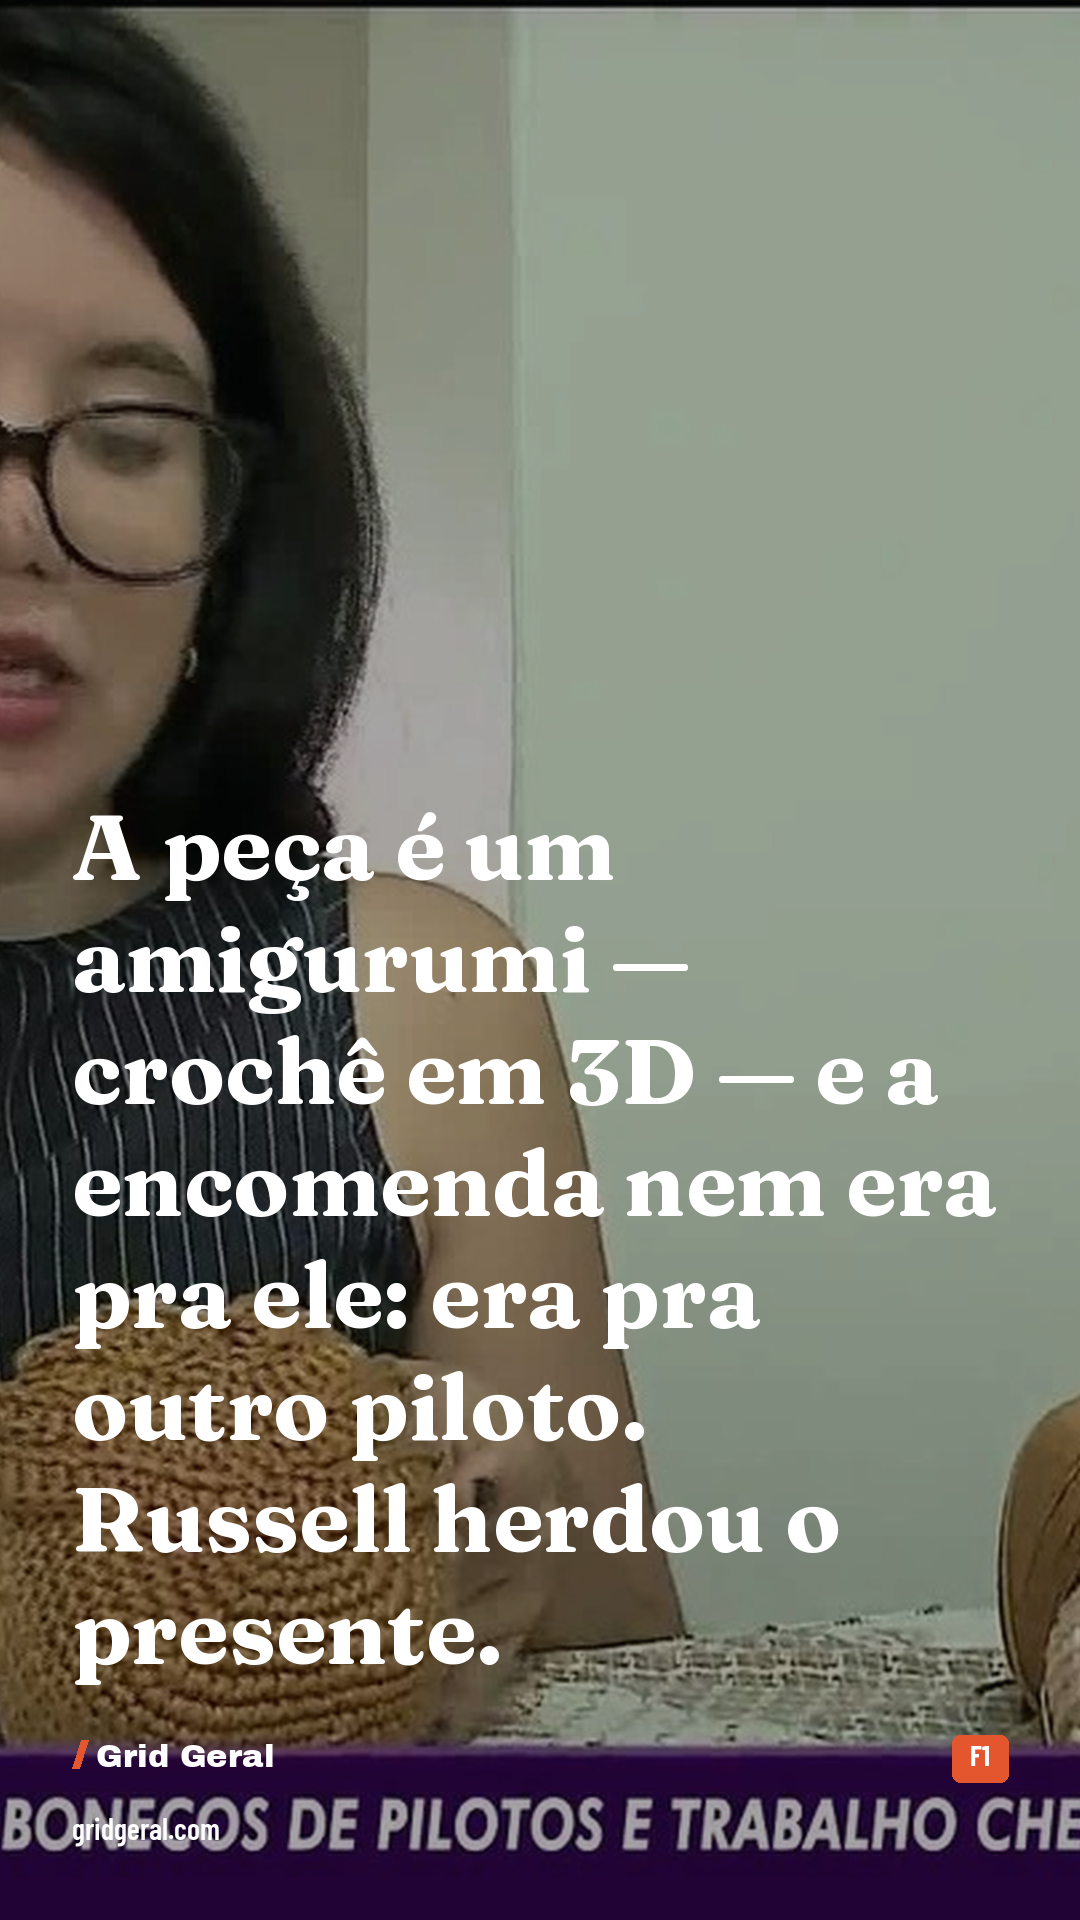 A peça é um
amigurumi —
crochê em 3D — e a
encomenda nem era
pra ele: era pra
outro piloto.
Russell herdou o
presente.
/ Grid Geral
F1
BONECOS DE PILOTOS E TRABALHO CHE
gridgeral.com